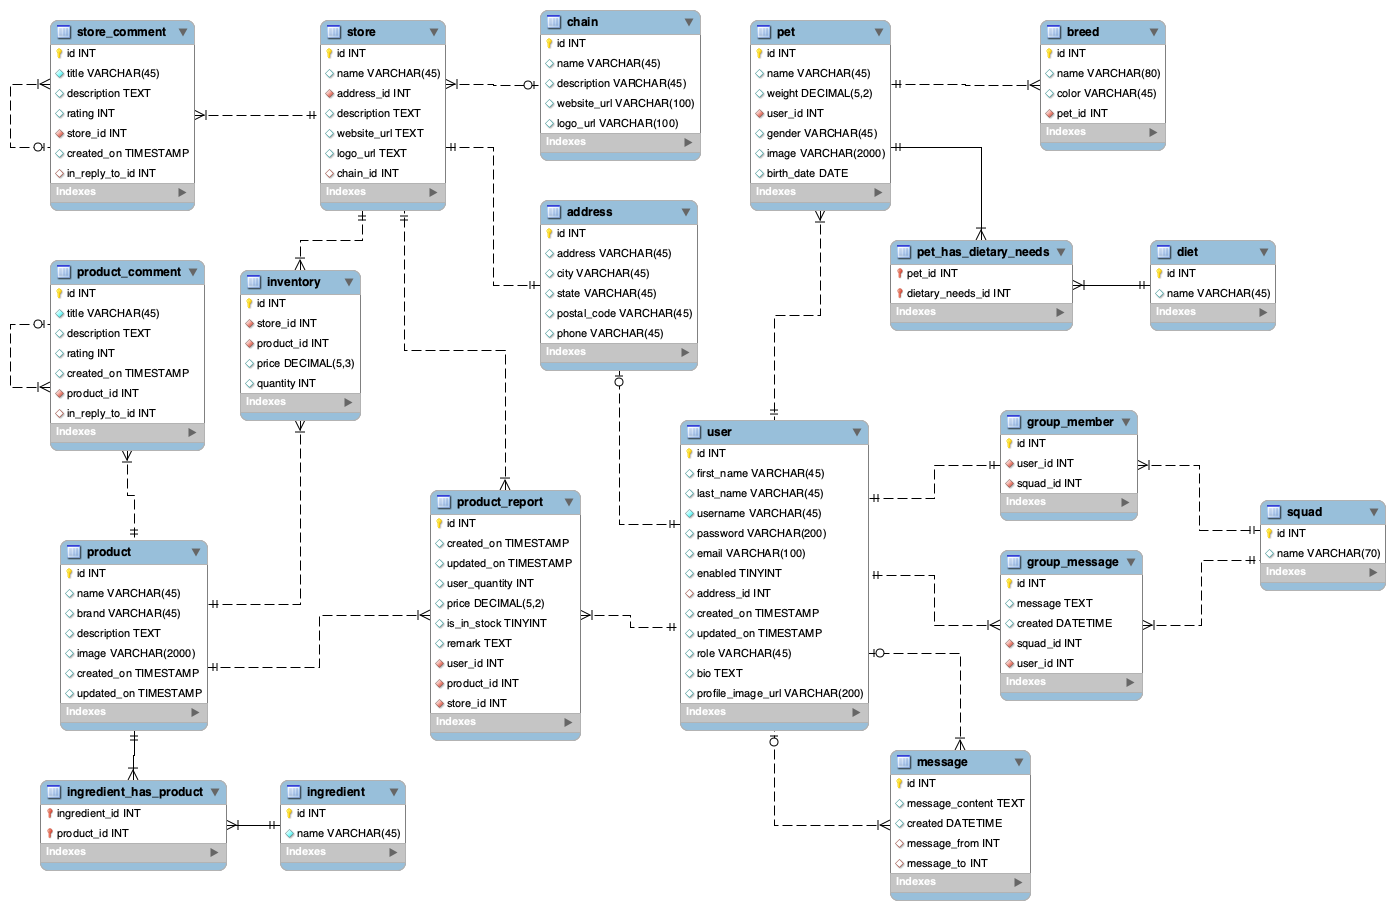 store_comment
id INT
title VARCHAR(45)
description TEXT
rating INT
store_id INT
created_on TIMESTAMP
in_reply_to_id INT
Indexes
store
id INT
name VARCHAR(45)
address_id INT
description TEXT
website_url TEXT
logo_url TEXT
chain_id INT
Indexes
chain
id INT
name VARCHAR(45)
description VARCHAR(45)
website_url VARCHAR(100)
logo_url VARCHAR(100)
Indexes
pet
id INT
name VARCHAR(45)
weight DECIMAL(5,2)
user_id INT
gender VARCHAR(45)
image VARCHAR(2000)
birth_date DATE
Indexes
breed
id INT
name VARCHAR(80)
color VARCHAR(45)
pet_id INT
Indexes
address
id INT
address VARCHAR(45)
city VARCHAR(45)
state VARCHAR(45)
postal_code VARCHAR(45)
phone VARCHAR(45)
Indexes
pet_has_dietary_needs
pet_id INT
dietary_needs_id INT
Indexes
diet
id INT
name VARCHAR(45)
Indexes
product_comment
id INT
title VARCHAR(45)
description TEXT
rating INT
created_on TIMESTAMP
product_id INT
in_reply_to_id INT
Indexes
inventory
id INT
store_id INT
product_id INT
price DECIMAL(5,3)
quantity INT
Indexes
user
id INT
first_name VARCHAR(45)
last_name VARCHAR(45)
username VARCHAR(45)
password VARCHAR(200)
email VARCHAR(100)
enabled TINYINT
address_id INT
created_on TIMESTAMP
updated_on TIMESTAMP
role VARCHAR(45)
bio TEXT
profile_image_url VARCHAR(200)
Indexes
group_member
id INT
user_id INT
squad_id INT
Indexes
squad
id INT
name VARCHAR(70)
Indexes
product_report
id INT
created_on TIMESTAMP
updated_on TIMESTAMP
user_quantity INT
price DECIMAL(5,2)
is_in_stock TINYINT
remark TEXT
user_id INT
product_id INT
store_id INT
Indexes
group_message
id INT
message TEXT
created DATETIME
squad_id INT
user_id INT
Indexes
product
id INT
name VARCHAR(45)
brand VARCHAR(45)
description TEXT
image VARCHAR(2000)
created_on TIMESTAMP
updated_on TIMESTAMP
Indexes
message
id INT
message_content TEXT
created DATETIME
message_from INT
message_to INT
Indexes
ingredient_has_product
ingredient_id INT
product_id INT
Indexes
ingredient
id INT
name VARCHAR(45)
Indexes